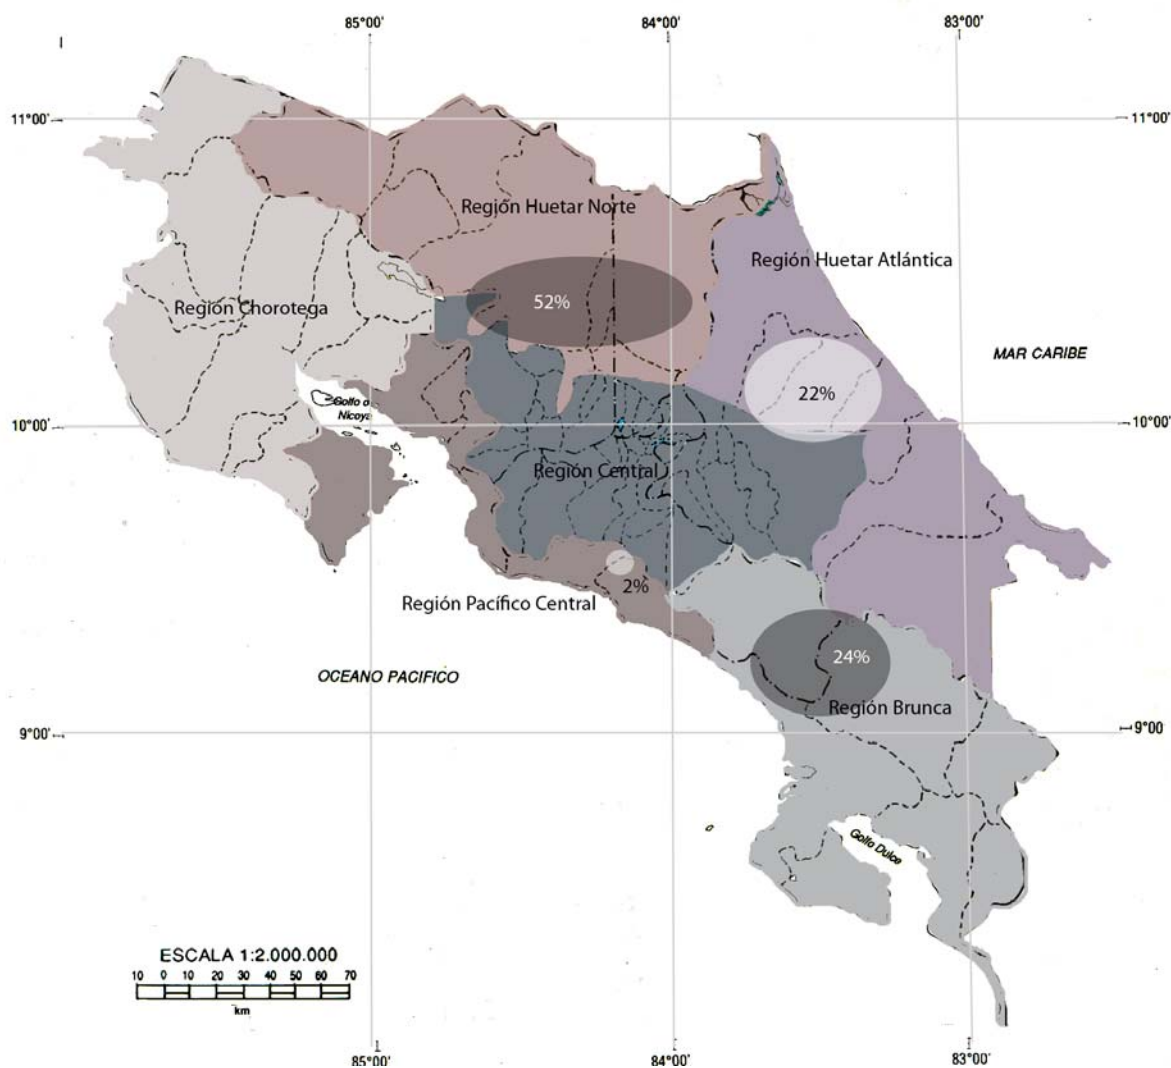 85°00'
84°00'
83°00'
11°00'
11°00'
Región Huetar Norte
Región Huetar Atlántica
52%
Región Chorotega
MAR CARIBE
22%
Golfo
Nicoya
10°00'
10°00'
Región Central
2%
Región Pacífico Central
24%
OCEANO PACIFICO
Región Brunca
9°00'
9°00
Golfo Dulce
ESCALA 1:2.000.000
10 0 10 20 30 40 50 60 70
km
85°00'
84°00'
83°00'